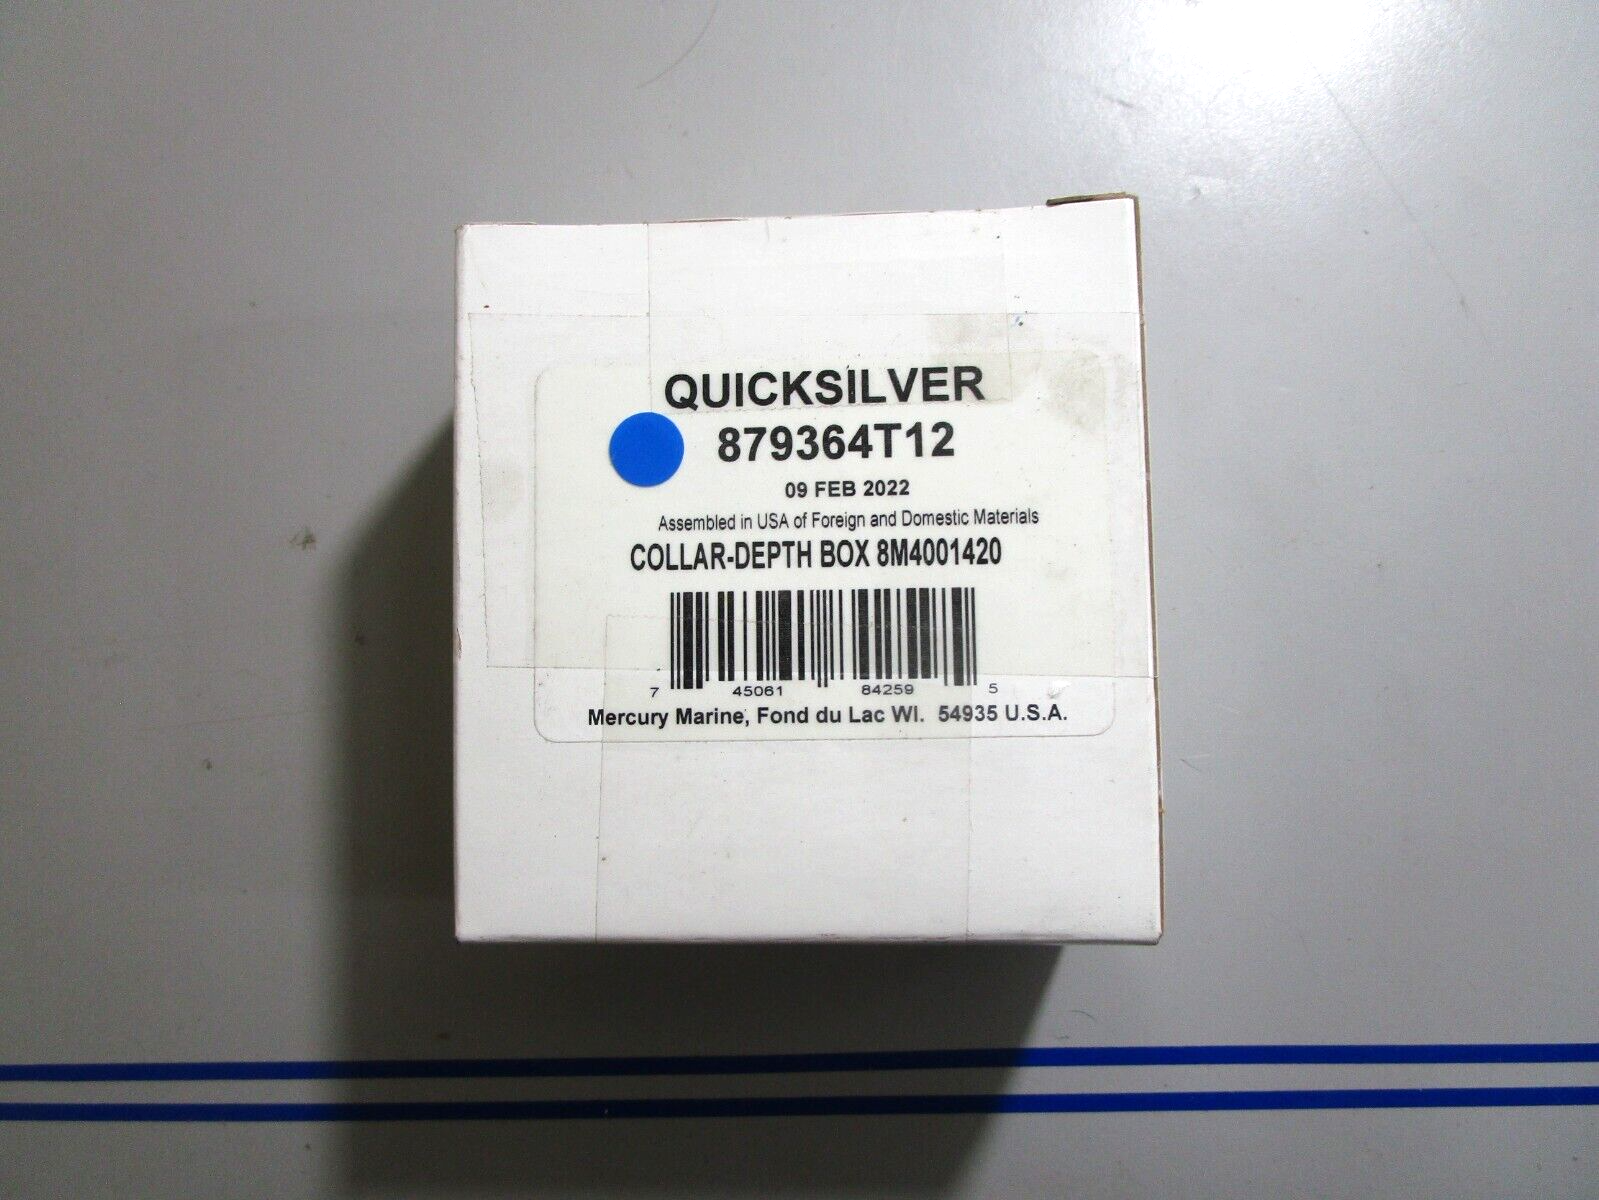 QUICKSILVER
879364T12
09 FEB 2022
Assembled in USA of Foreign and Domestic Materials
COLLAR-DEPTH BOX 8M4001420
7 45061 84259 5
Mercury Marine, Fond du Lac WI. 54935 U.S.A.